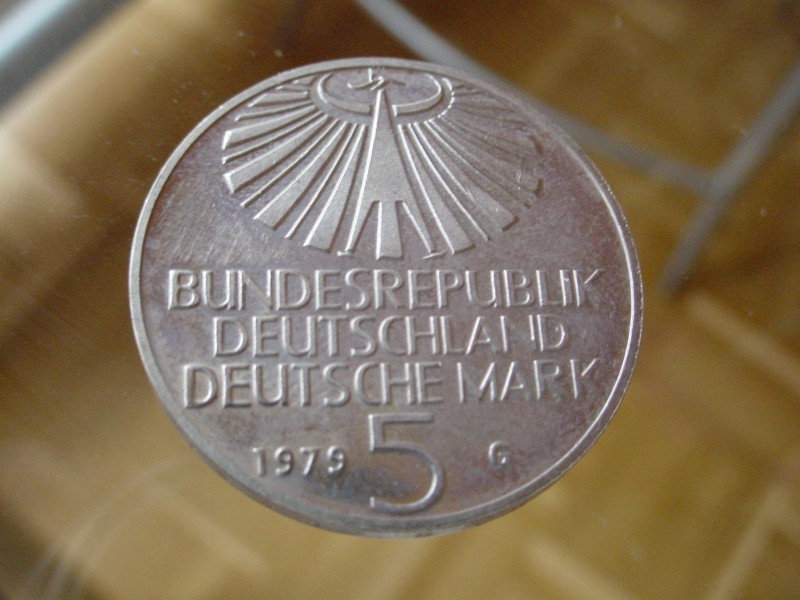 BUNDESREPUBLIK
DEUTSCHLAND
DEUTSCHE MARK
1979 5 G